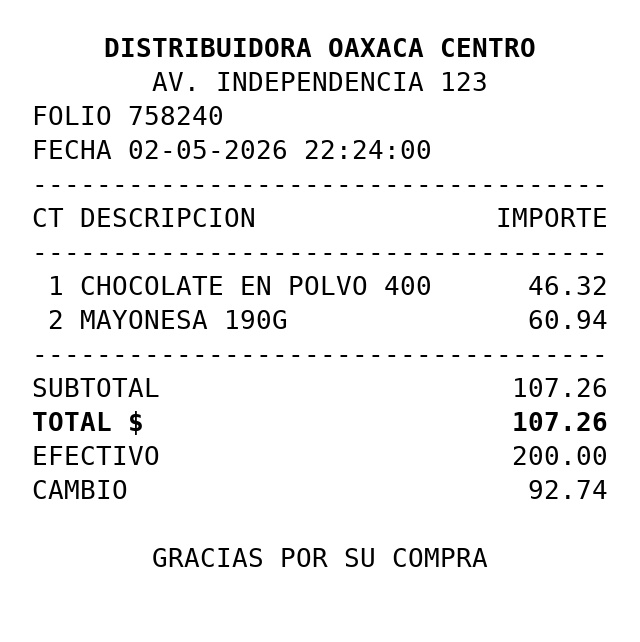 DISTRIBUIDORA OAXACA CENTRO
AV. INDEPENDENCIA 123
FOLIO 758240
FECHA 02-05-2026 22:24:00
------------------------------------
CT DESCRIPCION IMPORTE
------------------------------------
1 CHOCOLATE EN POLVO 400 46.32
2 MAYONESA 190G 60.94
------------------------------------
SUBTOTAL 107.26
TOTAL $ 107.26
EFECTIVO 200.00
CAMBIO 92.74
GRACIAS POR SU COMPRA